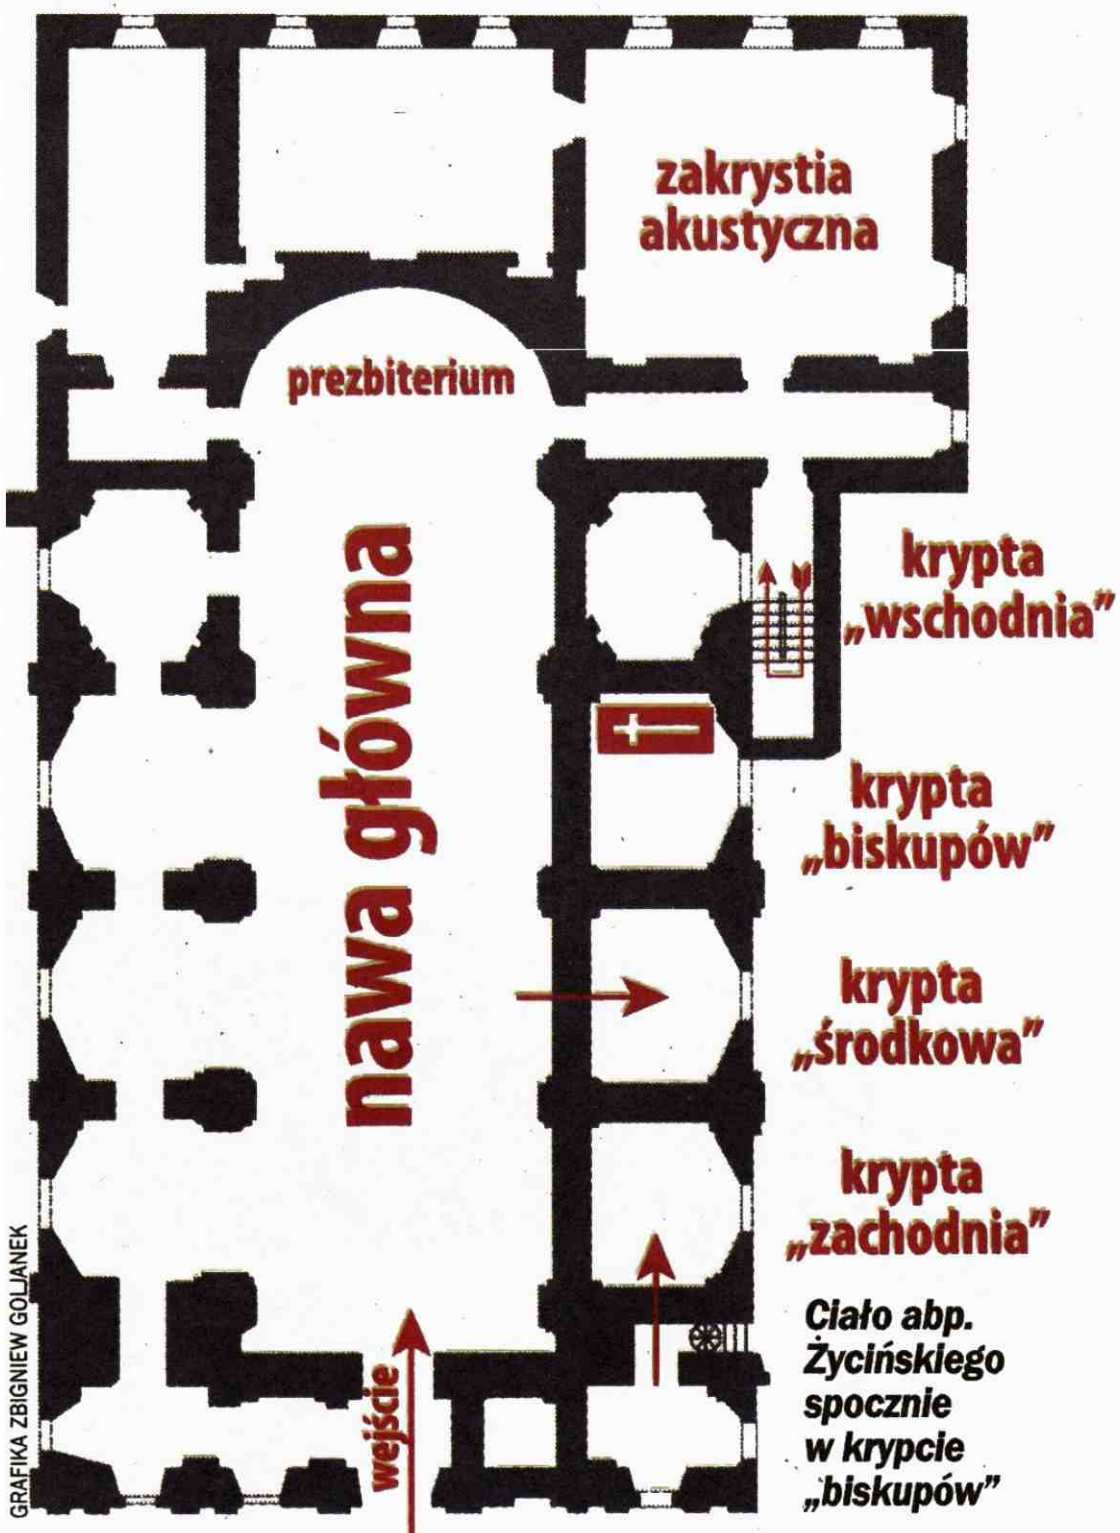 zakrystia
akustyczna
prezbiterium
nawa główna
krypta
„wschodnia”
krypta
„biskupów”
krypta
„środkowa”
krypta
„zachodnia”
wejście
Ciało abp.
Życińskiego
spocznie
w krypcie
„biskupów”
GRAFIKA ZBIGNIEW GOLJANEK